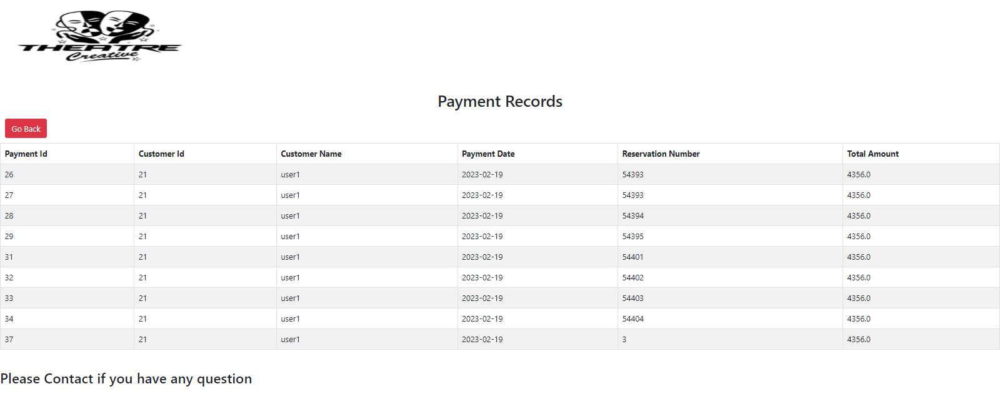 THEATRE
Creative
Payment Records
Go Back
Payment Id Customer Id Customer Name Payment Date Reservation Number Total Amount
26 21 user1 2023-02-19 54393 4356.0
27 21 user1 2023-02-19 54393 4356.0
28 21 user1 2023-02-19 54394 4356.0
29 21 user1 2023-02-19 54395 4356.0
31 21 user1 2023-02-19 54401 4356.0
32 21 user1 2023-02-19 54402 4356.0
33 21 user1 2023-02-19 54403 4356.0
34 21 user1 2023-02-19 54404 4356.0
37 21 user1 2023-02-19 3 4356.0
Please Contact if you have any question